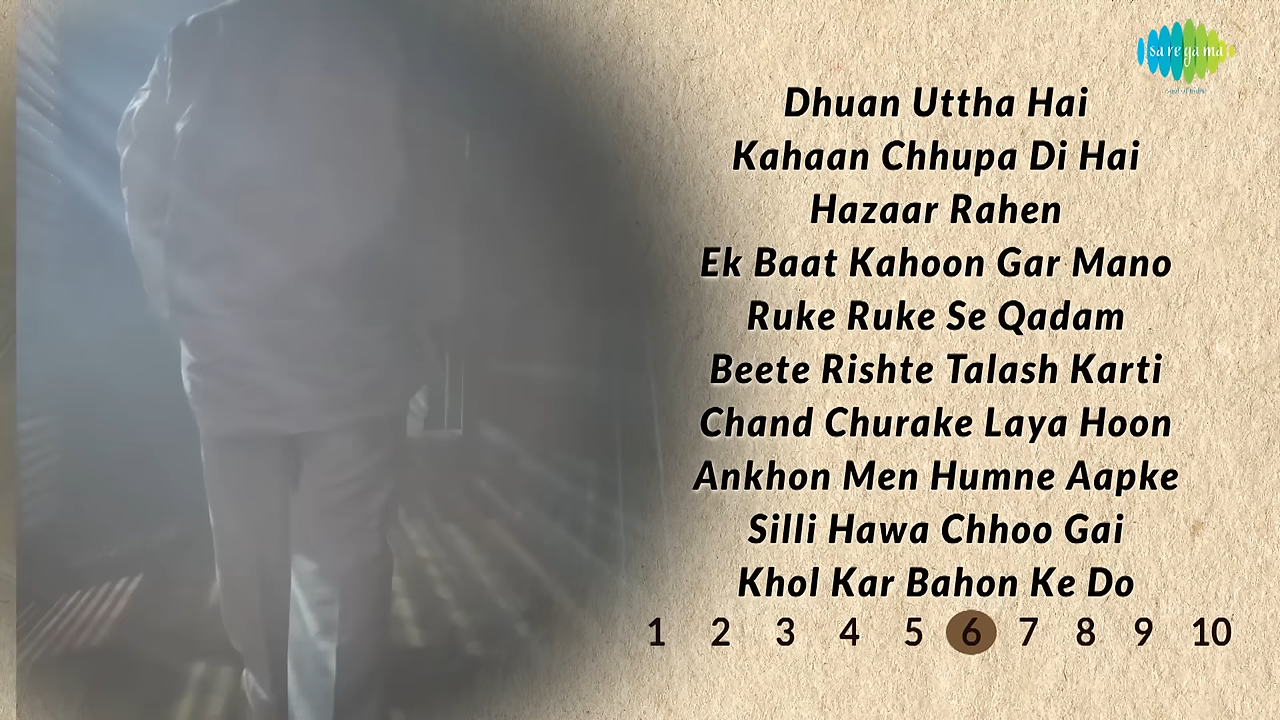 sa re ga ma
Dhuan Uttha Hai
Kahaan Chhupa Di Hai
Hazaar Rahen
Ek Baat Kahoon Gar Mano
Ruke Ruke Se Qadam
Beete Rishte Talash Karti
Chand Churake Laya Hoon
Ankhon Men Humne Aapke
Silli Hawa Chhoo Gai
Khol Kar Bahon Ke Do
1 2 3 4 5 6 7 8 9 10